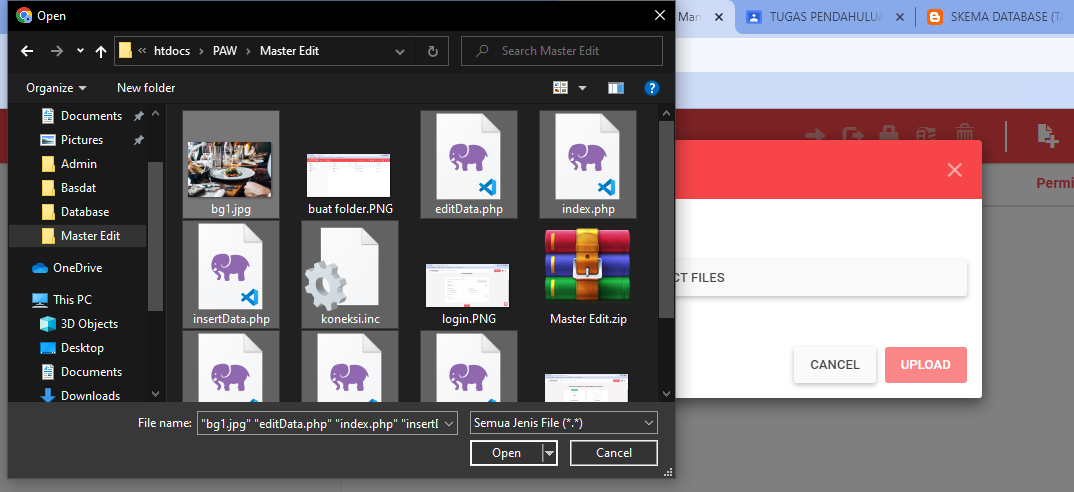 Open
Man
TUGAS PENDAHULUA
SKEMA DATABASE (TA
htdocs
PAW
Master Edit
Search Master Edit
Organize
New folder
Documents
Pictures
Admin
Basdat
Database
Master Edit
OneDrive
This PC
3D Objects
Desktop
Documents
Downloads
bg1.jpg
buat folder.PNG
editData.php
index.php
insertData.php
koneksi.inc
login.PNG
Master Edit.zip
File name:
"bg1.jpg" "editData.php" "index.php" "insertD
Semua Jenis File (*.*)
Open
Cancel
Permi
CT FILES
CANCEL
UPLOAD